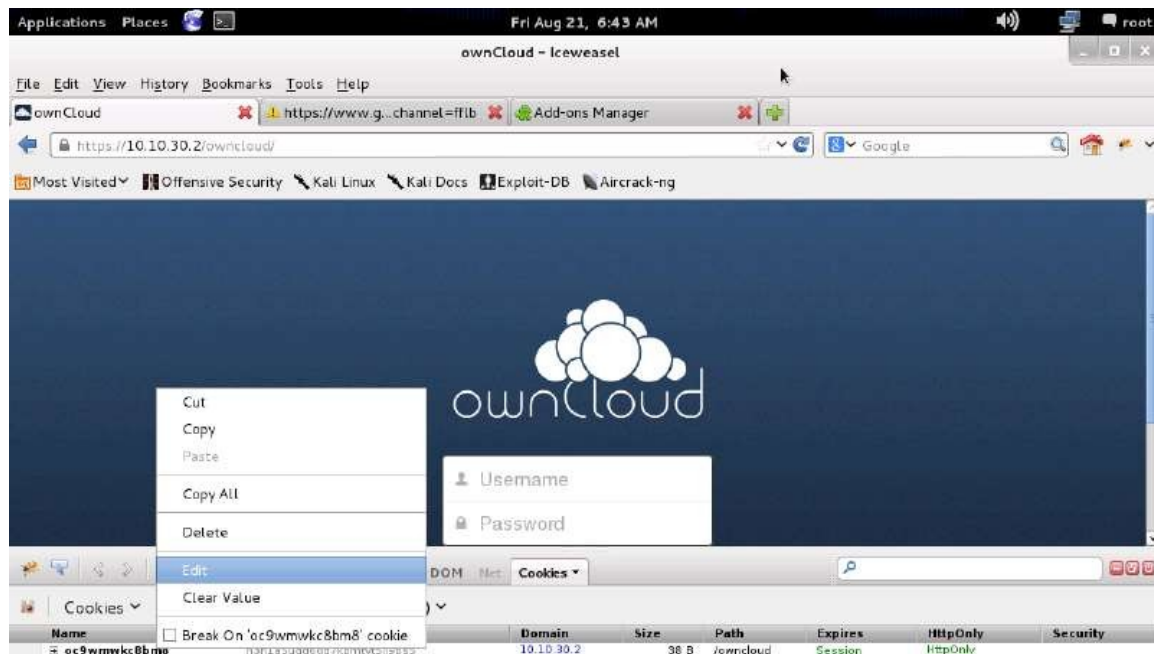 Applications Places Fri Aug 21, 6:43 AM root
ownCloud - Iceweasel
File Edit View History Bookmarks Tools Help
ownCloud https://www.g...channel=fflb Add-ons Manager
https://10.10.30.2/owncloud/ Google
Most Visited Offensive Security Kali Linux Kali Docs Exploit-DB Aircrack-ng
ownCloud
Username
Password
Cut
Copy
Paste
Copy All
Delete
Edit
Clear Value
Break On 'oc9wmwkc8bm8' cookie
DOM Net Cookies
Cookies
Name Domain Size Path Expires HttpOnly Security
oc9wmwkc8bm8 10.10.30.2 38 B /owncloud Session HttpOnly